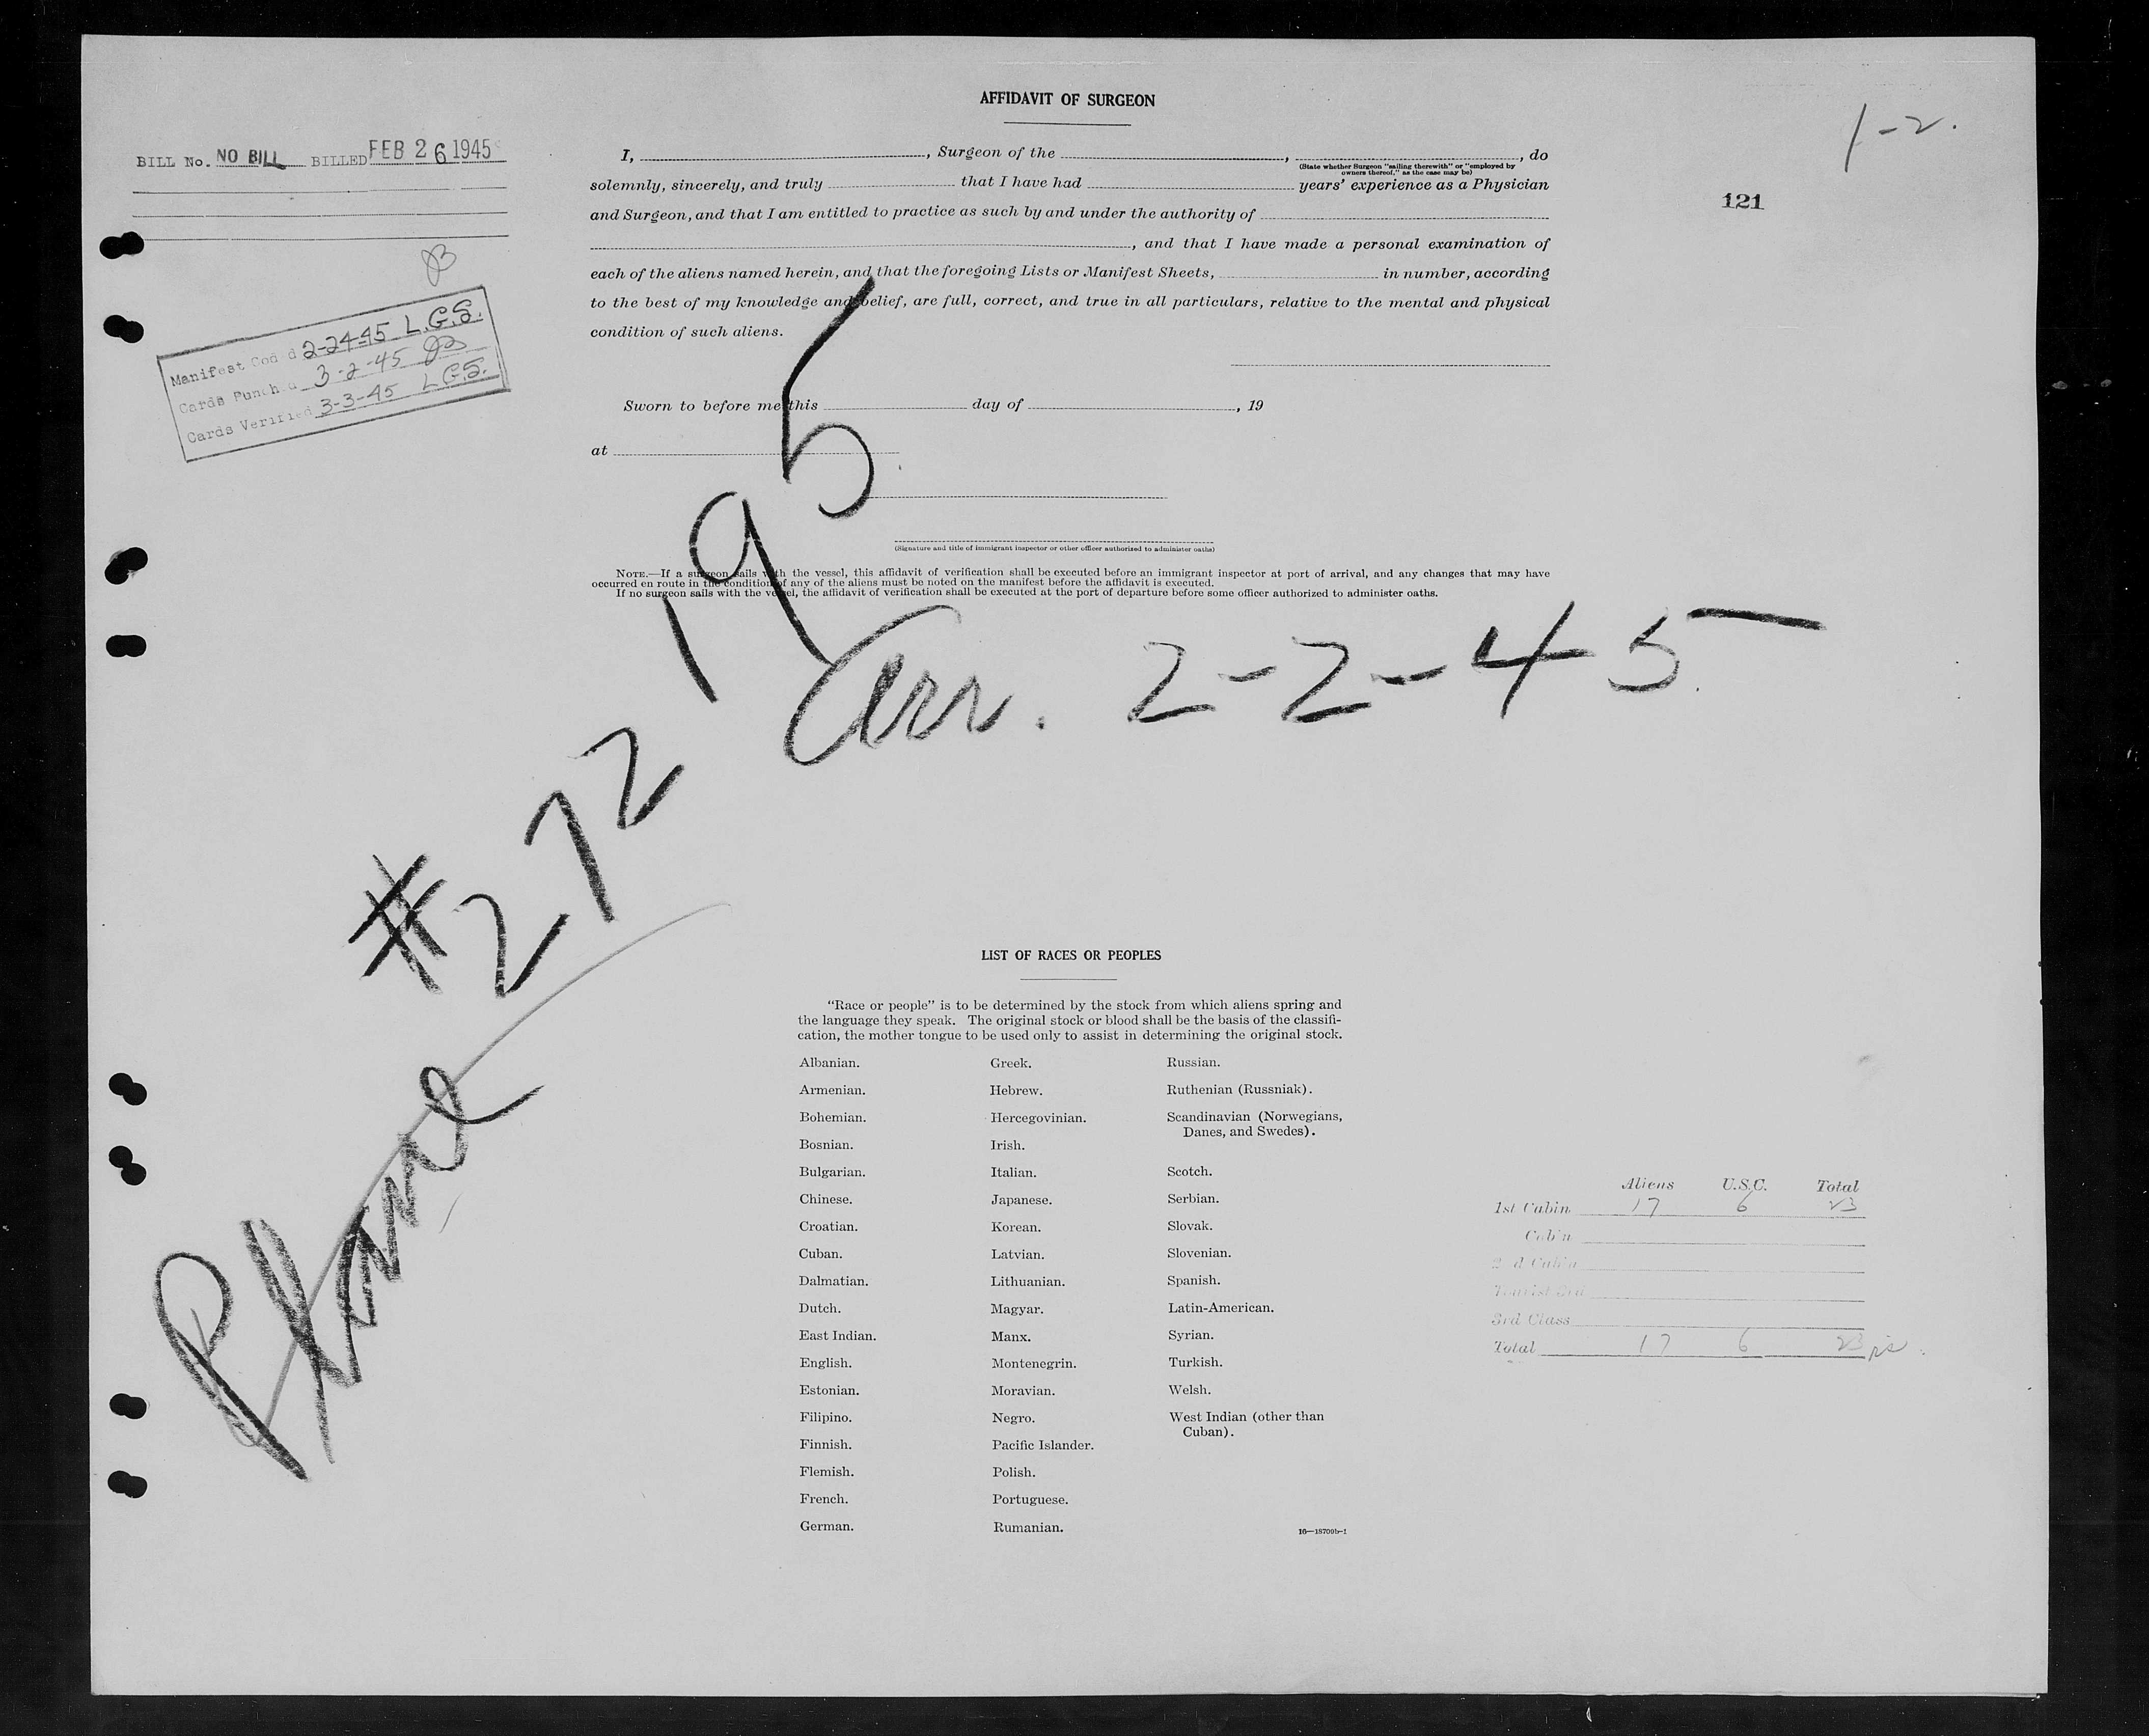 AFFIDAVIT OF SURGEON
1-2.
121
BILL No. NO BILL BILLED FEB 26 1945
I, , Surgeon of the , , do
(State whether Surgeon "sailing therewith" or "employed by
owners thereof," as the case may be)
solemnly, sincerely, and truly that I have had years' experience as a Physician
and Surgeon, and that I am entitled to practice as such by and under the authority of
, and that I have made a personal examination of
each of the aliens named herein, and that the foregoing Lists or Manifest Sheets, in number, according
to the best of my knowledge and belief, are full, correct, and true in all particulars, relative to the mental and physical
condition of such aliens.
Manifest Cod d 2-24-45 L.G.S.
Cards Punch d 3-2-45
Cards Verified 3-3-45 L.G.S.
Sworn to before me this day of , 19
at
(Signature and title of immigrant inspector or other officer authorized to administer oaths)
NOTE.—If a surgeon sails with the vessel, this affidavit of verification shall be executed before an immigrant inspector at port of arrival, and any changes that may have
occurred en route in the condition of any of the aliens must be noted on the manifest before the affidavit is executed.
If no surgeon sails with the vessel, the affidavit of verification shall be executed at the port of departure before some officer authorized to administer oaths.
Plane #272195
Arr. 2-2-45
LIST OF RACES OR PEOPLES
"Race or people" is to be determined by the stock from which aliens spring and
the language they speak. The original stock or blood shall be the basis of the classifi-
cation, the mother tongue to be used only to assist in determining the original stock.
Albanian.
Armenian.
Bohemian.
Bosnian.
Bulgarian.
Chinese.
Croatian.
Cuban.
Dalmatian.
Dutch.
East Indian.
English.
Estonian.
Filipino.
Finnish.
Flemish.
French.
German.
Greek.
Hebrew.
Hercegovinian.
Irish.
Italian.
Japanese.
Korean.
Latvian.
Lithuanian.
Magyar.
Manx.
Montenegrin.
Moravian.
Negro.
Pacific Islander.
Polish.
Portuguese.
Rumanian.
Russian.
Ruthenian (Russniak).
Scandinavian (Norwegians,
Danes, and Swedes).
Scotch.
Serbian.
Slovak.
Slovenian.
Spanish.
Latin-American.
Syrian.
Turkish.
Welsh.
West Indian (other than
Cuban).
16—18709b-1
Aliens U.S.C. Total
1st Cabin 17 6 23
Cabin
2 d Cabin
Tourist 3rd
3rd Class
Total 17 6 23